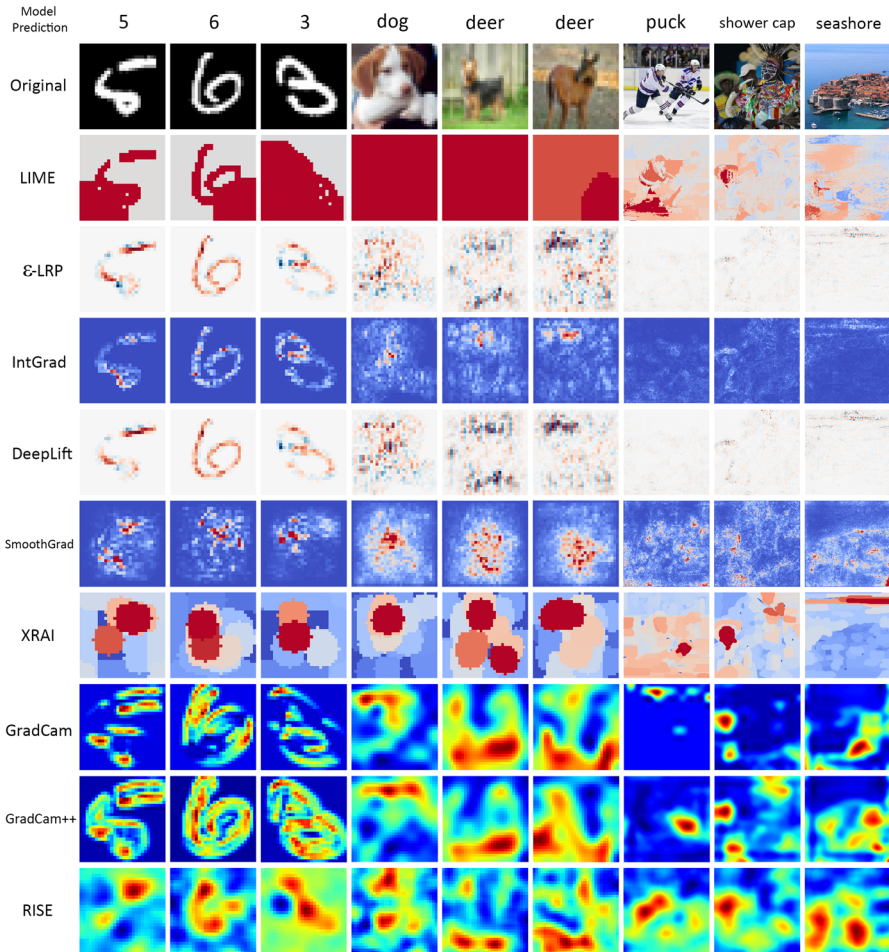 Model
Prediction
5 6 3 dog deer deer puck shower cap seashore
Original
LIME
ε-LRP
IntGrad
DeepLift
SmoothGrad
XRAI
GradCam
GradCam++
RISE